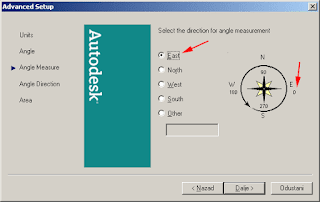 Advanced Setup
Units
Angle
Angle Measure
Angle Direction
Area
Autodesk
Select the direction for angle measurement
East
North
West
South
Other
N
90
W
180
E
0
270
S
< Nazad
Dalje >
Odustani